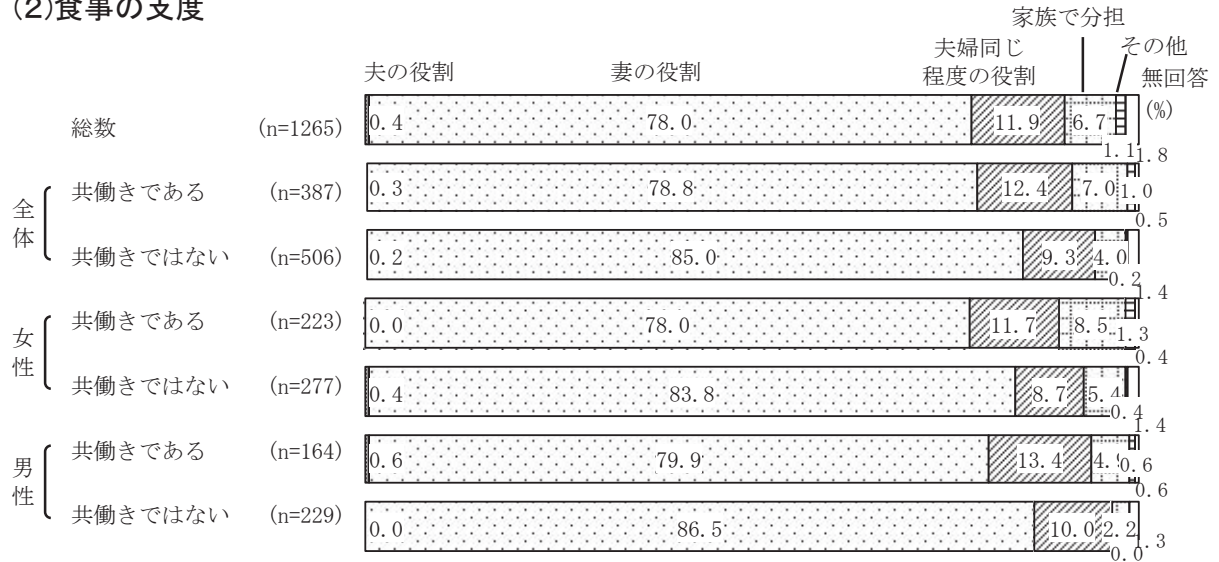 (2)食事の支度
家族で分担
夫婦同じ その他
夫の役割 妻の役割 程度の役割 無回答
(%)
総数 (n=1265) 0.4 78.0 11.9 6.7
1.1 1.8
全体
共働きである (n=387) 0.3 78.8 12.4 7.0 1.0
0.5
共働きではない (n=506) 0.2 85.0 9.3 4.0
0.2 1.4
女性
共働きである (n=223) 0.0 78.0 11.7 8.5 1.3
0.4
共働きではない (n=277) 0.4 83.8 8.7 5.4
0.4 1.4
男性
共働きである (n=164) 0.6 79.9 13.4 4.9 0.6
0.6
共働きではない (n=229) 0.0 86.5 10.0 2.2
0.0 1.3